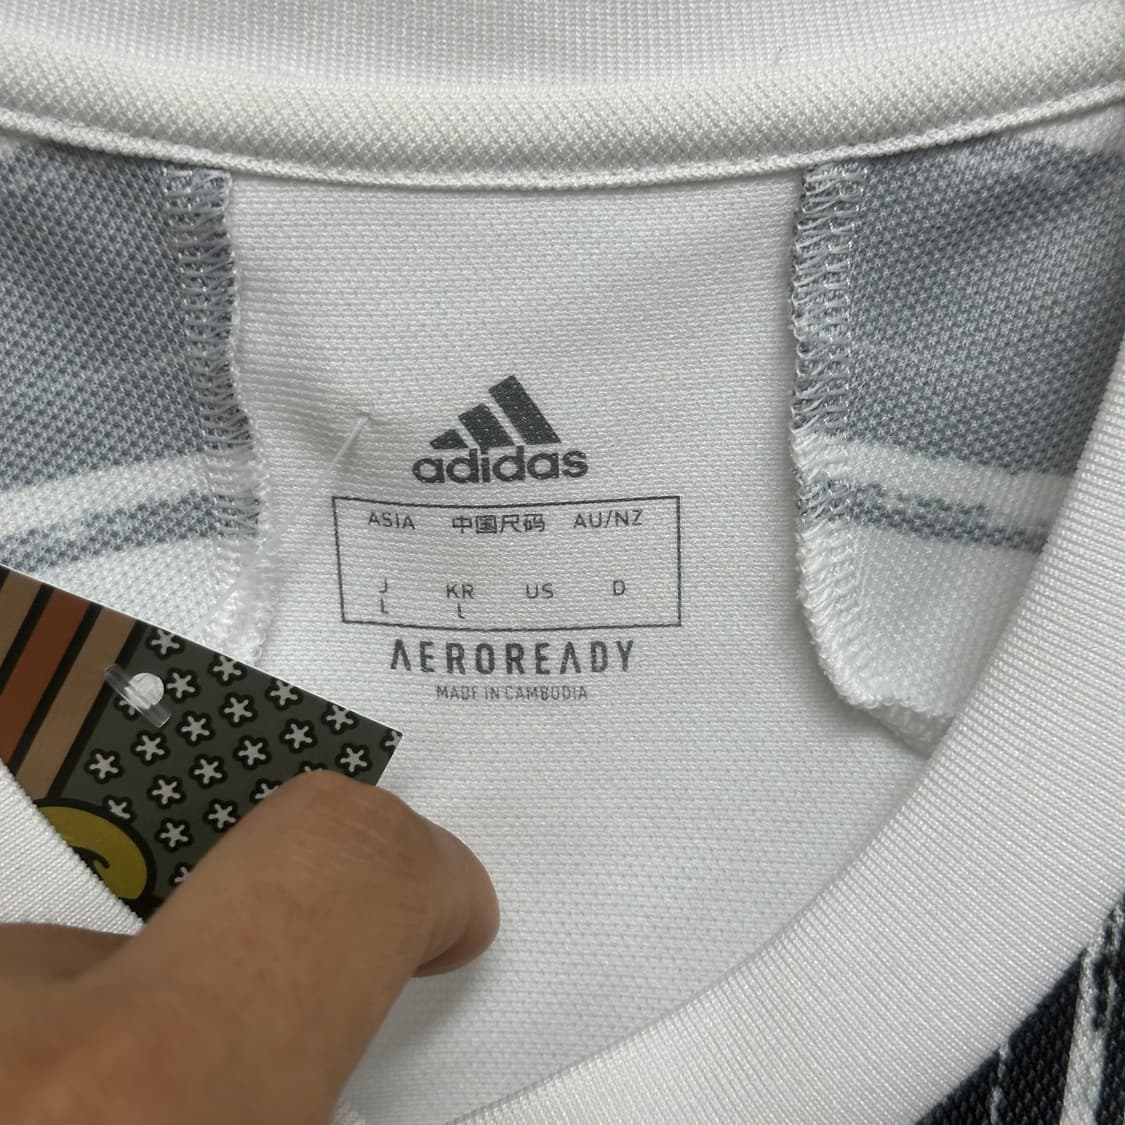 adidas
ASIA 中国尺码 AU/NZ
J KR US D
L L
AEROREADY
MADE IN CAMBODIA